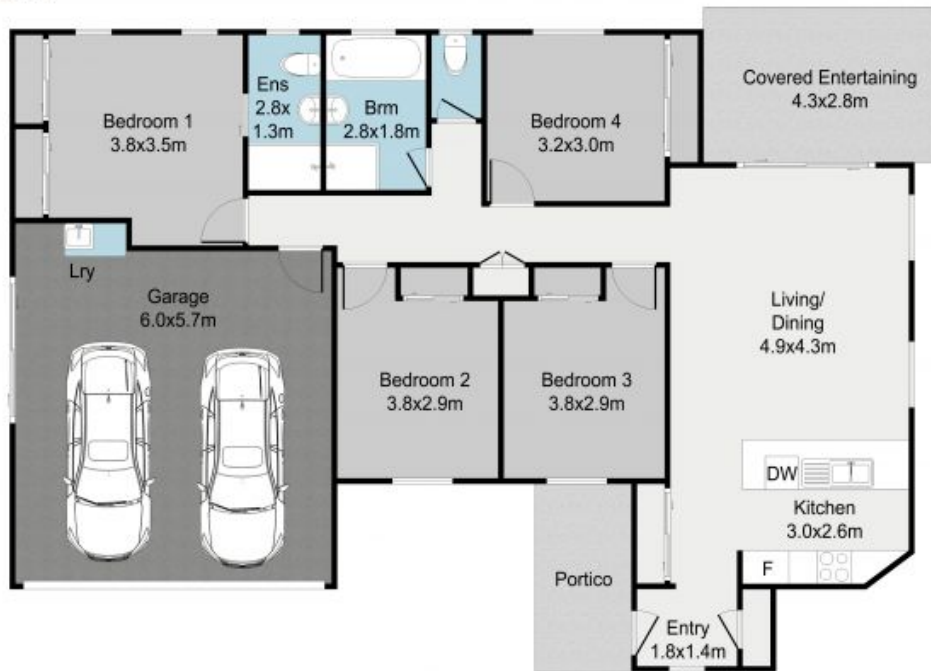 Covered Entertaining
4.3x2.8m
Bedroom 1
3.8x3.5m
Ens
2.8x
1.3m
Brm
2.8x1.8m
Bedroom 4
3.2x3.0m
Lry
Garage
6.0x5.7m
Bedroom 2
3.8x2.9m
Bedroom 3
3.8x2.9m
Living/
Dining
4.9x4.3m
DW
Kitchen
3.0x2.6m
F
Portico
Entry
1.8x1.4m